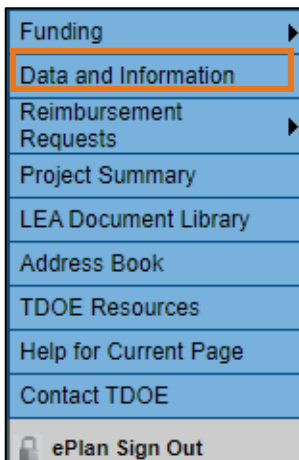 Funding
Data and Information
Reimbursement
Requests
Project Summary
LEA Document Library
Address Book
TDOE Resources
Help for Current Page
Contact TDOE
ePlan Sign Out